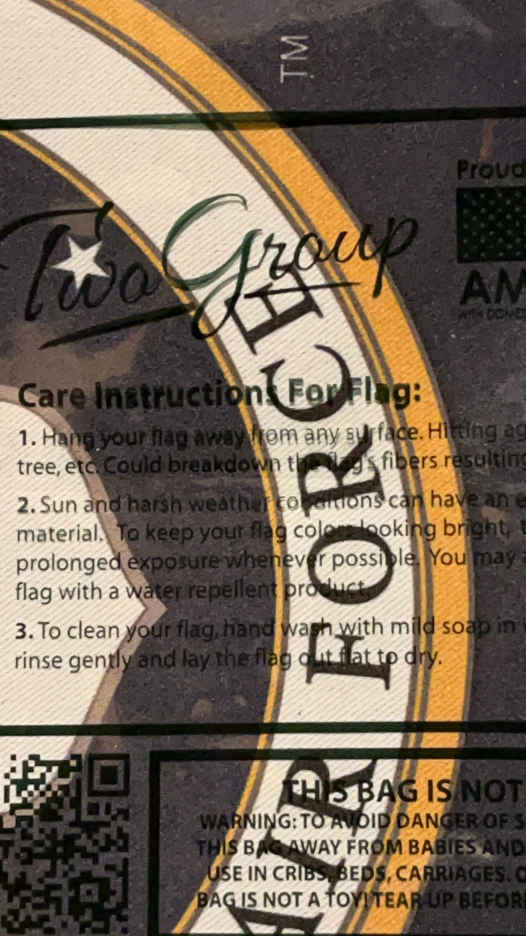 TM
Two Group
Proud
AM
Care Instructions For Flag:
1. Hang your flag away from any surface. Hitting
tree, etc. Could breakdown the flag's fibers resulting
2. Sun and harsh weather conditions can have an
material. To keep your flag colors looking bright,
prolonged exposure whenever possible. You may
flag with a water repellent product.
3. To clean your flag, hand wash with mild soap in
rinse gently and lay the flag out flat to dry.
AIR FORCE
THIS BAG IS NOT
WARNING: TO AVOID DANGER OF S
THIS BAG AWAY FROM BABIES AND
USE IN CRIBS, BEDS, CARRIAGES.
BAG IS NOT A TOY! TEAR UP BEFOR